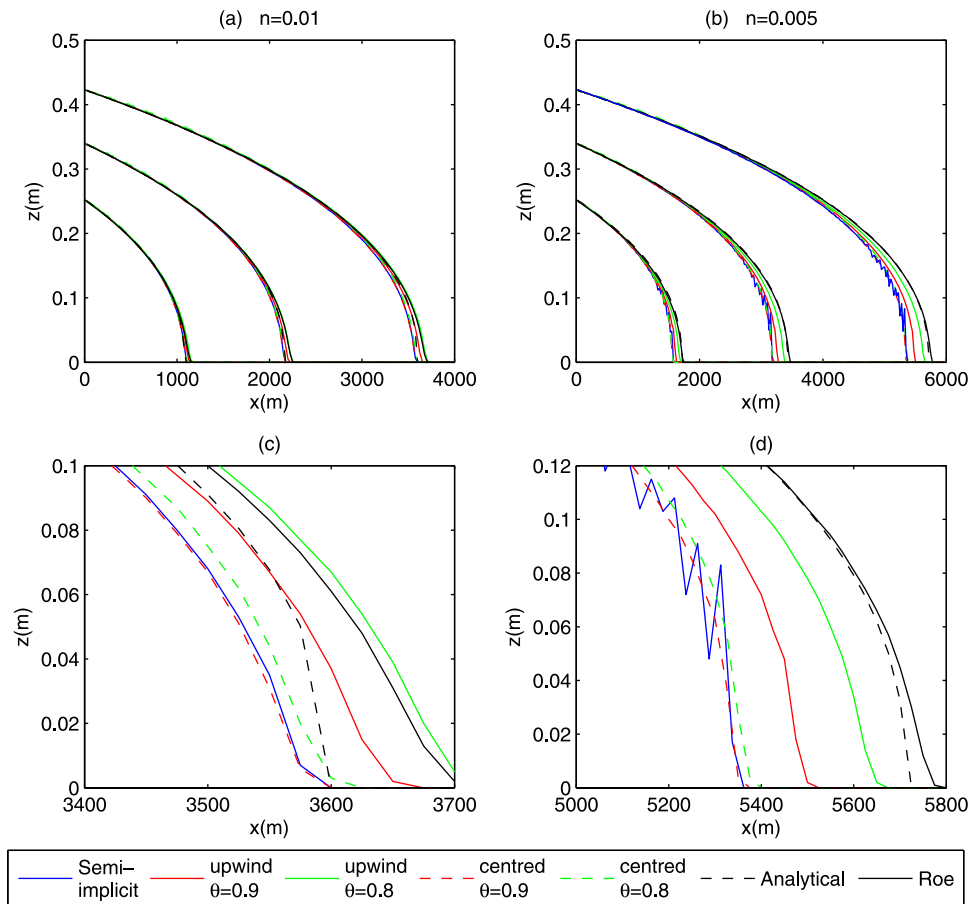 (a) n=0.01
0.5
0.4
0.3
0.2
0.1
0
z(m)
0 1000 2000 3000 4000
x(m)
(b) n=0.005
0.5
0.4
0.3
0.2
0.1
0
z(m)
0 2000 4000 6000
x(m)
(c)
0.1
0.08
0.06
0.04
0.02
0
z(m)
3400 3500 3600 3700
x(m)
(d)
0.12
0.1
0.08
0.06
0.04
0.02
0
z(m)
5000 5200 5400 5600 5800
x(m)
Semi–
implicit
upwind
θ=0.9
upwind
θ=0.8
centred
θ=0.9
centred
θ=0.8
Analytical
Roe